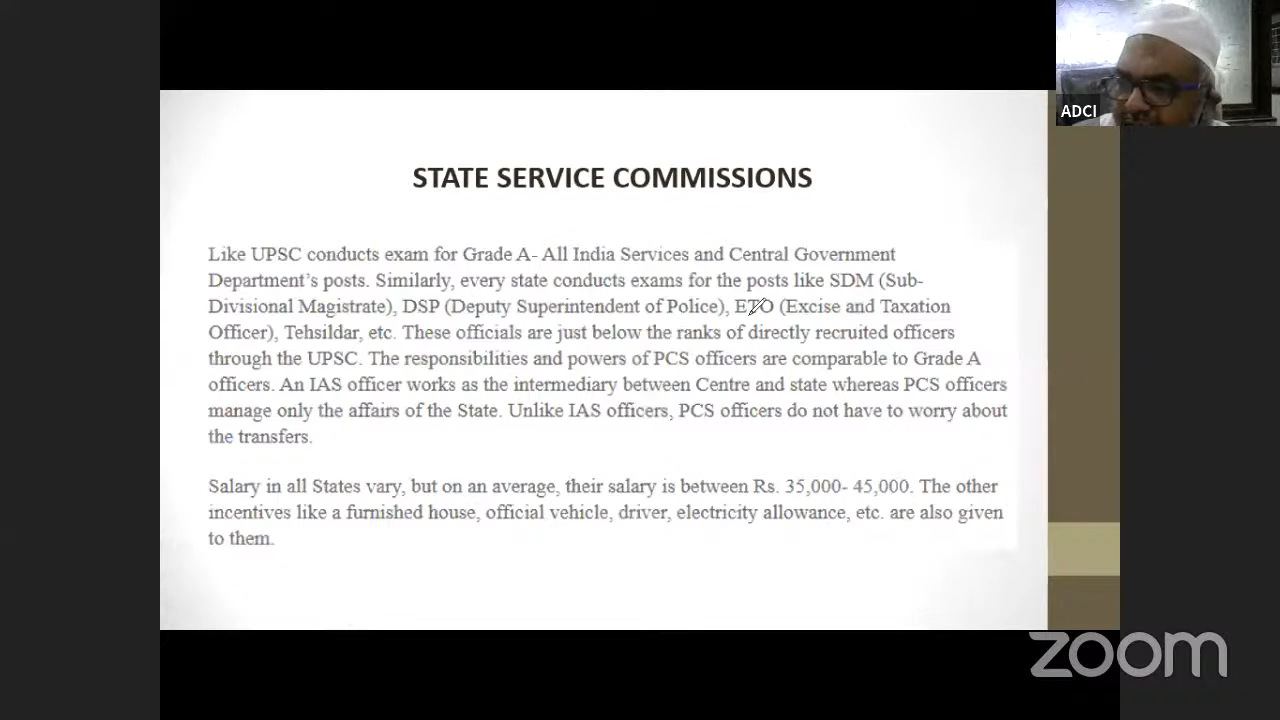 ADCI
STATE SERVICE COMMISSIONS
Like UPSC conducts exam for Grade A- All India Services and Central Government
Department's posts. Similarly, every state conducts exams for the posts like SDM (Sub-
Divisional Magistrate), DSP (Deputy Superintendent of Police), ETO (Excise and Taxation
Officer), Tehsildar, etc. These officials are just below the ranks of directly recruited officers
through the UPSC. The responsibilities and powers of PCS officers are comparable to Grade A
officers. An IAS officer works as the intermediary between Centre and state whereas PCS officers
manage only the affairs of the State. Unlike IAS officers, PCS officers do not have to worry about
the transfers.
Salary in all States vary, but on an average, their salary is between Rs. 35,000- 45,000. The other
incentives like a furnished house, official vehicle, driver, electricity allowance, etc. are also given
to them.
zoom